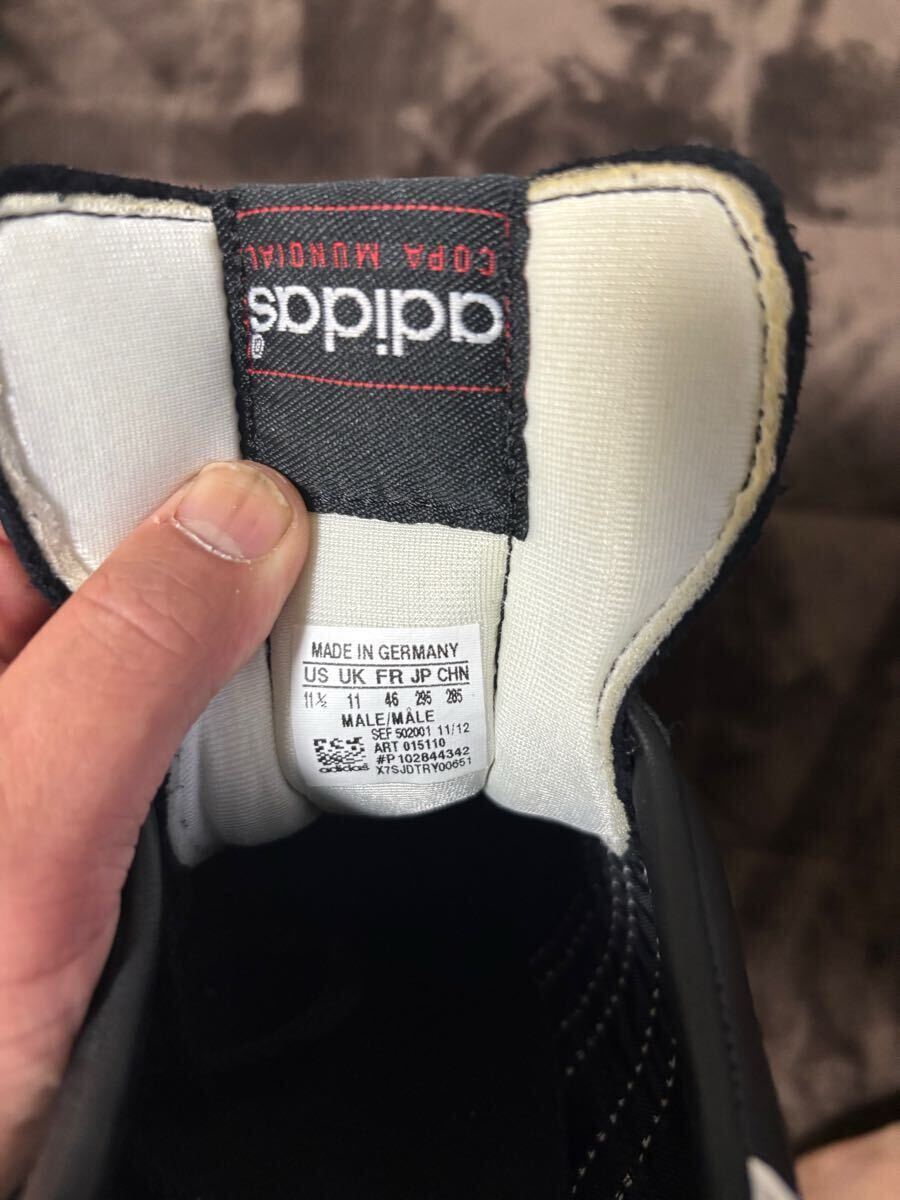 COPA MUNDIAL
adidas®
MADE IN GERMANY
US UK FR JP CHN
11½ 11 46 295 285
MALE/MÂLE
SEF 502001 11/12
ART 015110
#P 102844342
X7SJDTRY00651
adidas